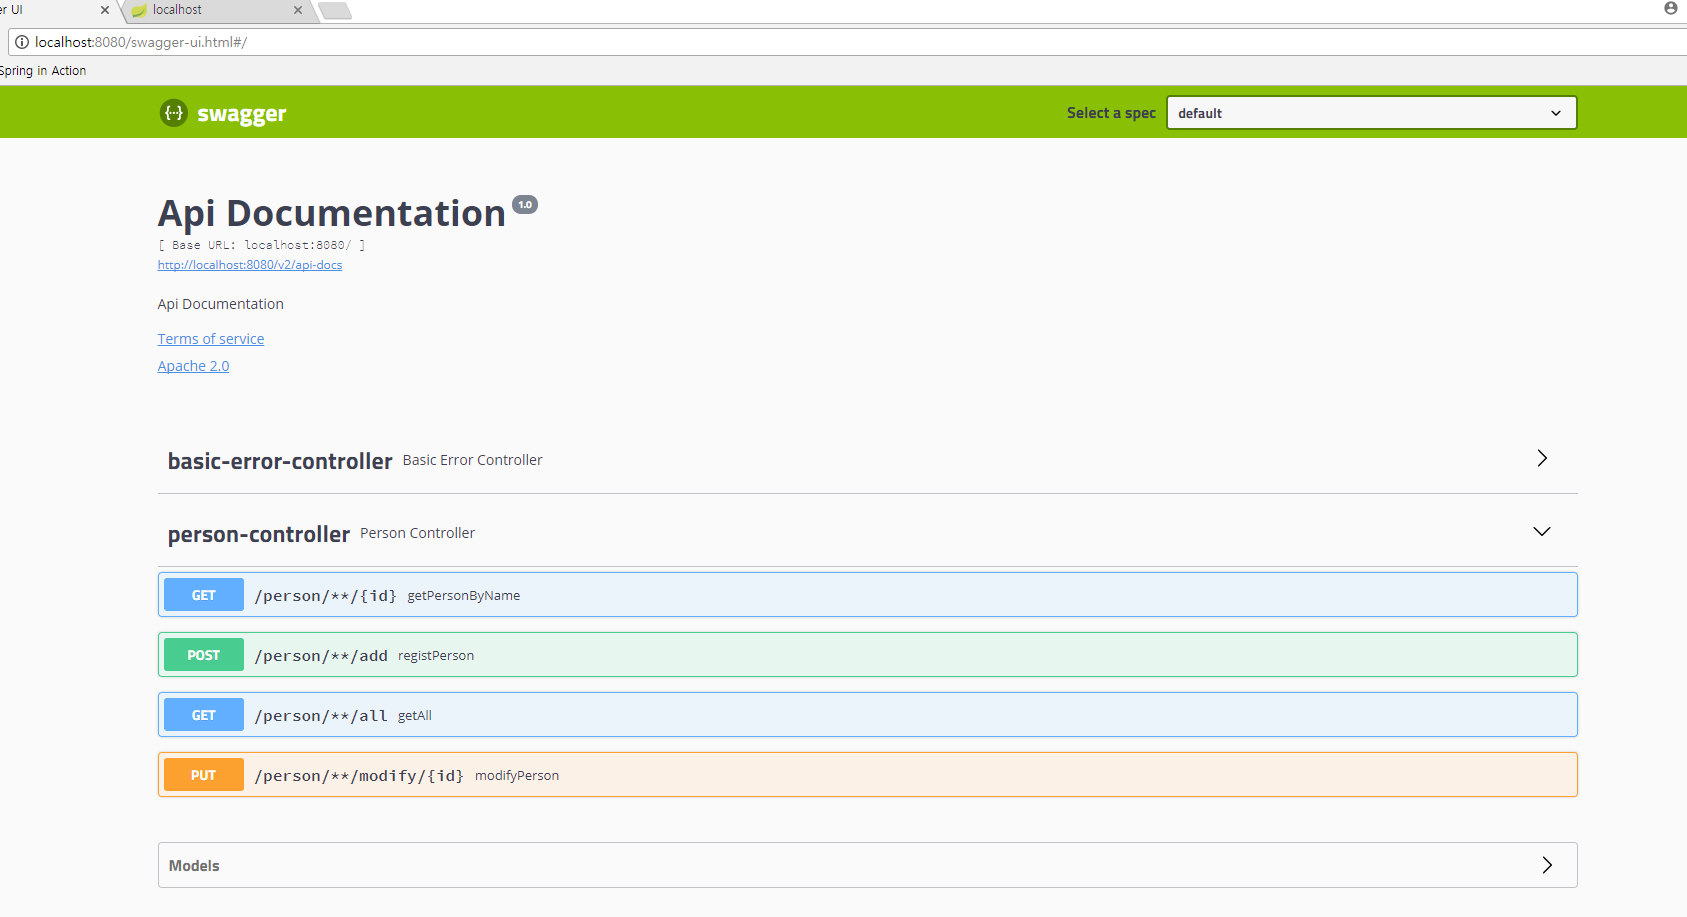 er UI
localhost
localhost:8080/swagger-ui.html#/
Spring in Action
{···} swagger
Select a spec
default
Api Documentation 1.0
[ Base URL: localhost:8080/ ]
http://localhost:8080/v2/api-docs
Api Documentation
Terms of service
Apache 2.0
basic-error-controller Basic Error Controller
person-controller Person Controller
GET /person/**/{id} getPersonByName
POST /person/**/add registPerson
GET /person/**/all getAll
PUT /person/**/modify/{id} modifyPerson
Models